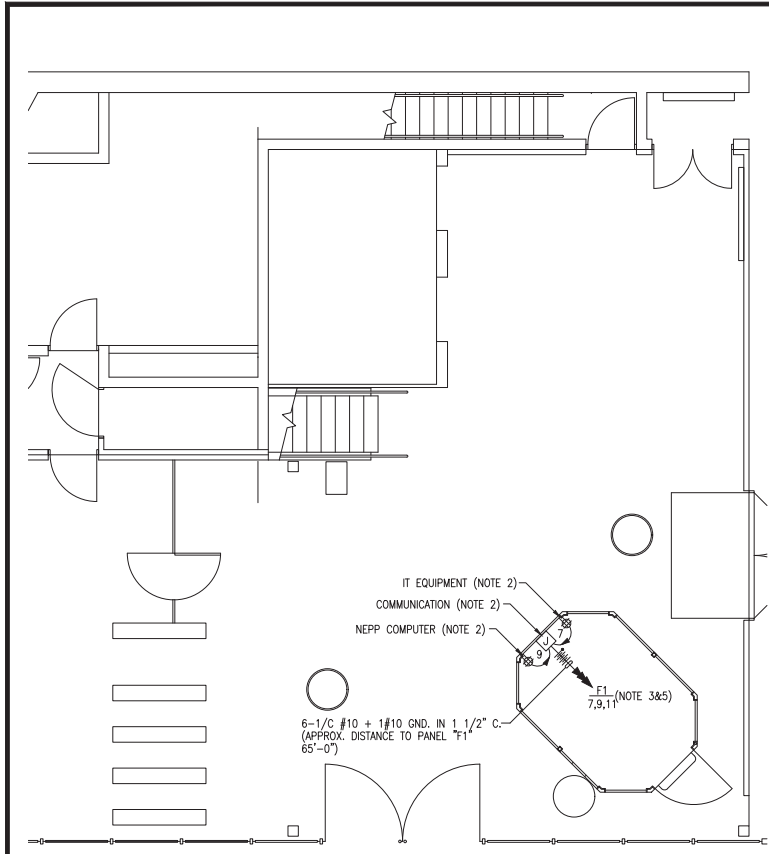 IT EQUIPMENT (NOTE 2)
COMMUNICATION (NOTE 2)
NEPP COMPUTER (NOTE 2)
7
J
9
F1
7,9,11
(NOTE 3&5)
6-1/C #10 + 1#10 GND. IN 1 1/2" C.
(APPROX. DISTANCE TO PANEL "F1"
65'-0")